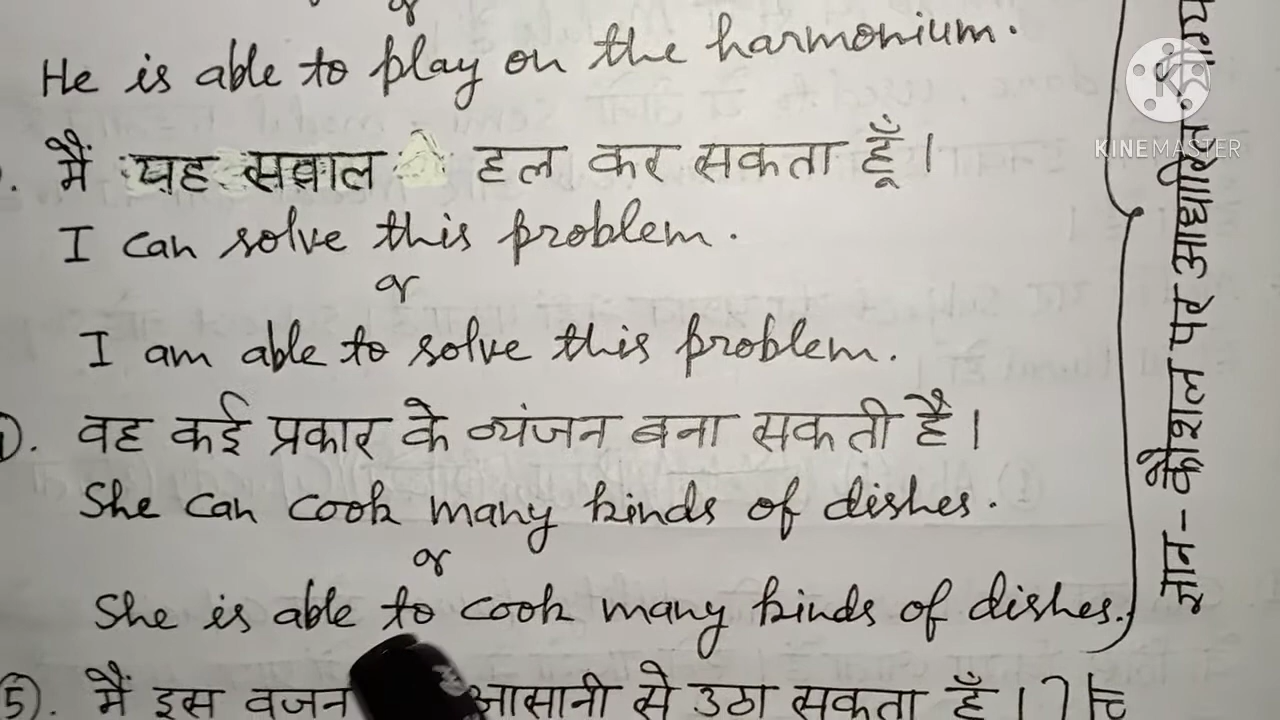 or
He is able to play on the harmonium.
मैं यह सवाल हल कर सकता हूँ।
I can solve this problem.
or
I am able to solve this problem.
4). वह कई प्रकार के व्यंजन बना सकती है।
She can cook many kinds of dishes.
or
She is able to cook many kinds of dishes.
5). मैं इस वजन आसानी से उठा सकता हूँ।
ज्ञान-कौशल पर आधारित
KINEMASTER